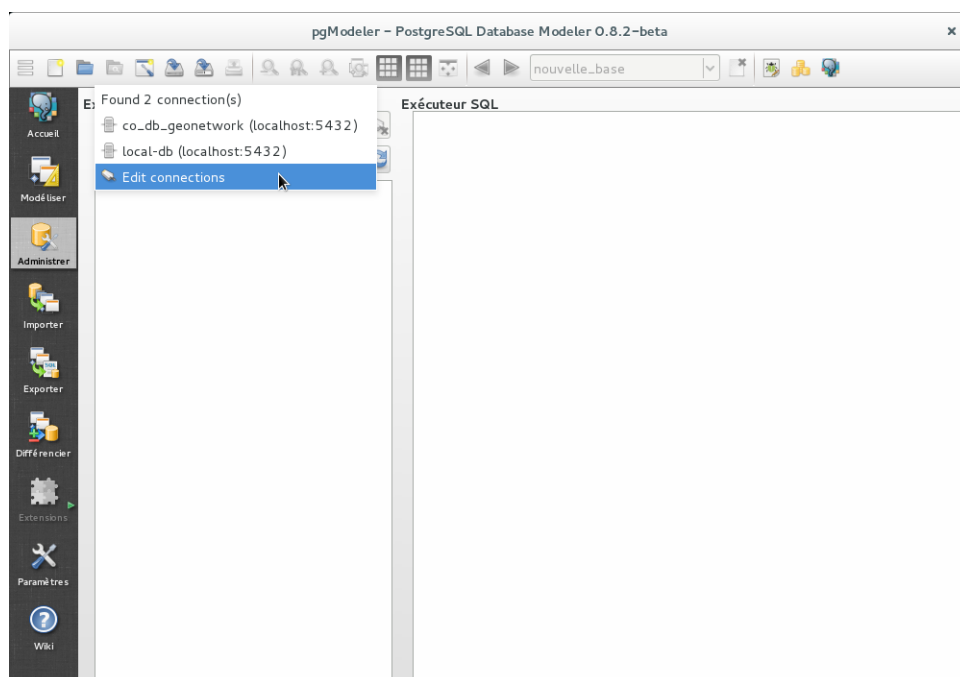 pgModeler - PostgreSQL Database Modeler 0.8.2-beta
nouvelle_base
Found 2 connection(s)
co_db_geonetwork (localhost:5432)
local-db (localhost:5432)
Edit connections
Exécuteur SQL
Accueil
Modéliser
Administrer
Importer
Exporter
Différencier
Extensions
Paramètres
Wiki